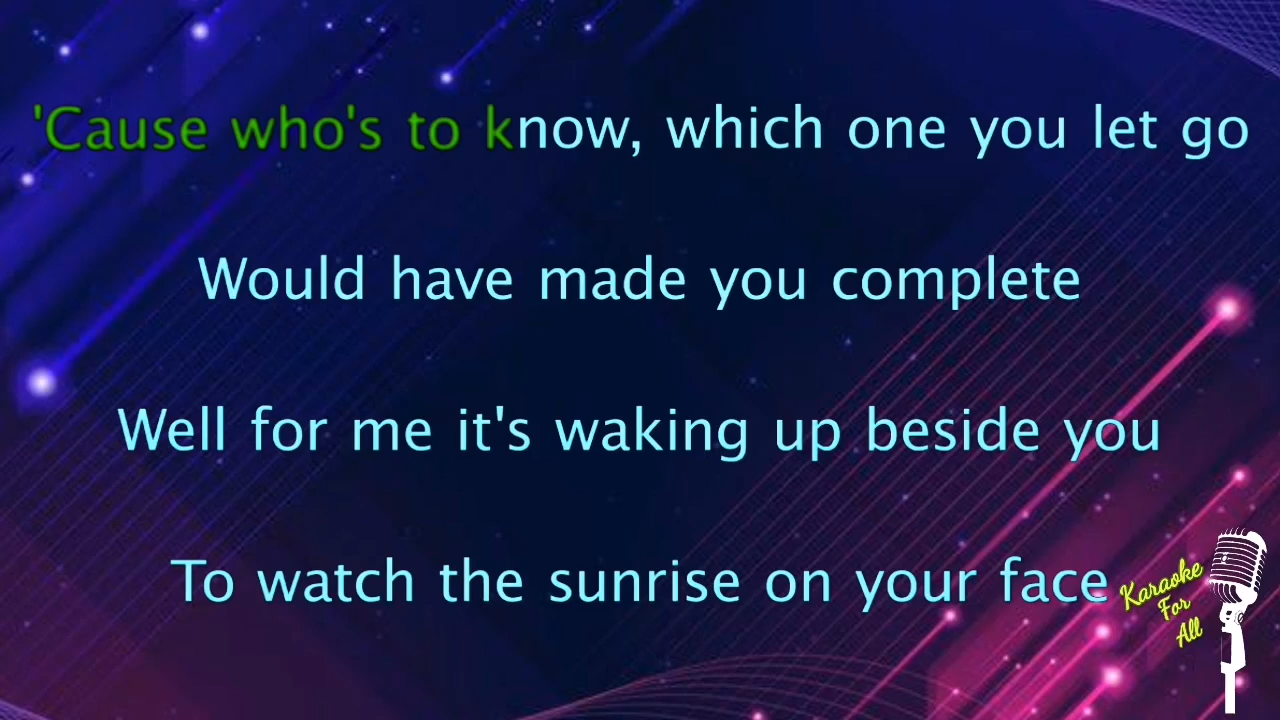 'Cause who's to know, which one you let go
Would have made you complete
Well for me it's waking up beside you
To watch the sunrise on your face
Karaoke
For
All